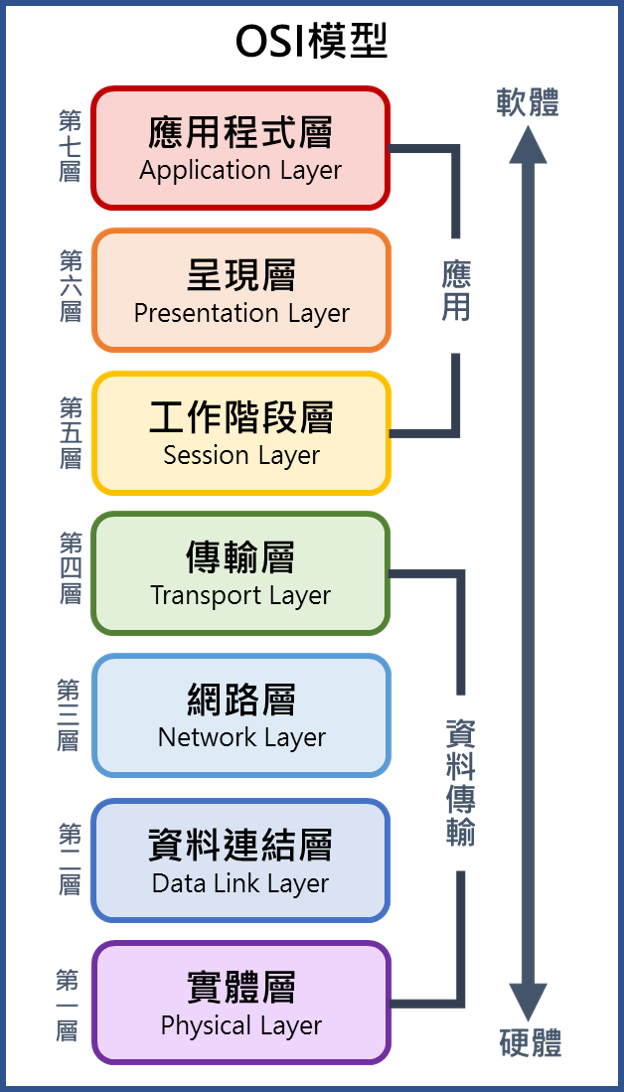 OSI模型
軟體
第七層
應用程式層
Application Layer
第六層
呈現層
Presentation Layer
應用
第五層
工作階段層
Session Layer
第四層
傳輸層
Transport Layer
第三層
網路層
Network Layer
資料傳輸
第二層
資料連結層
Data Link Layer
第一層
實體層
Physical Layer
硬體